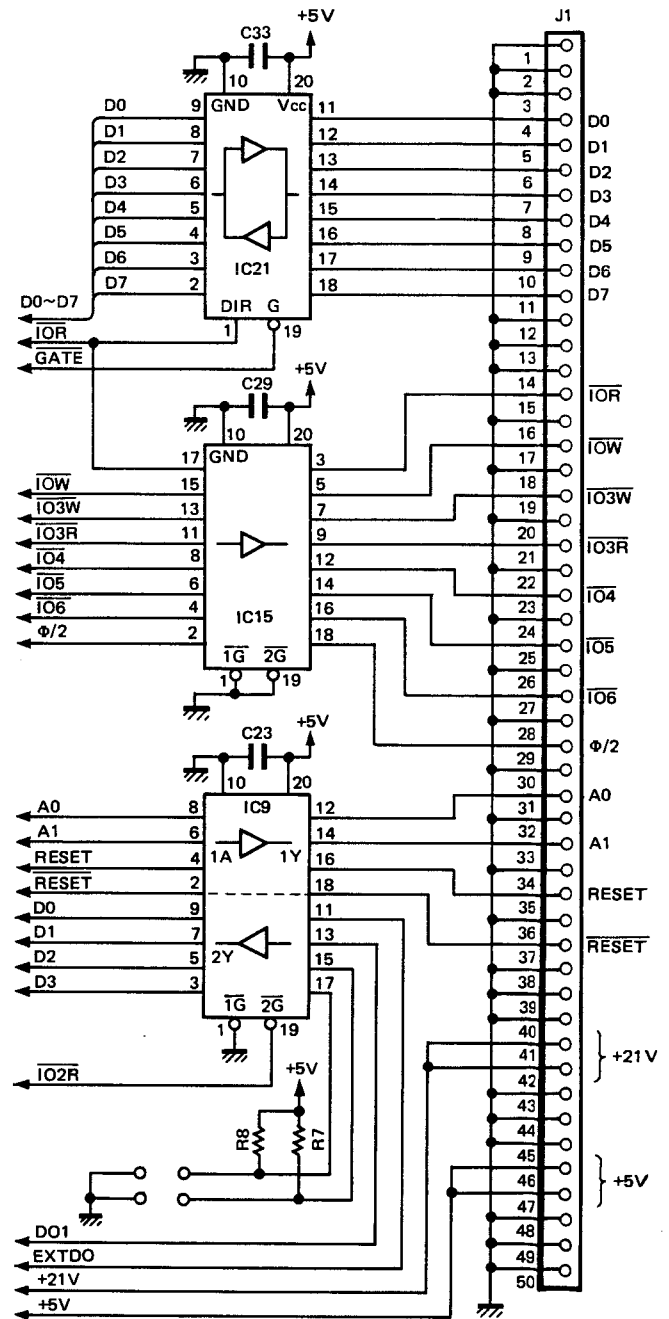 J1
C33 +5V
10 20
GND Vcc
D0 9 11 D0
D1 8 12 D1
D2 7 13 D2
D3 6 14 D3
D4 5 15 D4
D5 4 16 D5
D6 3 17 D6
D7 2 18 D7
IC21
DIR G
1 19
D0~D7
IOR
GATE
C29 +5V
10 20
GND
17 3 IOR
IOW 15 5 IOW
IO3W 13 7 IO3W
IO3R 11 9 IO3R
IO4 8 12 IO4
IO5 6 14 IO5
IO6 4 16 IO6
Φ/2 2 18 Φ/2
IC15
1G 2G
1 19
C23 +5V
10 20
IC9
A0 8 12 A0
A1 6 14 A1
1A 1Y
RESET 4 16 RESET
RESET 2 18 RESET
D0 9 11
D1 7 13
2Y
D2 5 15
D3 3 17
1G 2G
1 19
IO2R
+5V
R8 R7
DO1
EXTDO
+21V
+5V
1
2
3
4
5
6
7
8
9
10
11
12
13
14
15
16
17
18
19
20
21
22
23
24
25
26
27
28
29
30
31
32
33
34
35
36
37
38
39
40
41
42
43
44
45
46
47
48
49
50
+21V
+5V